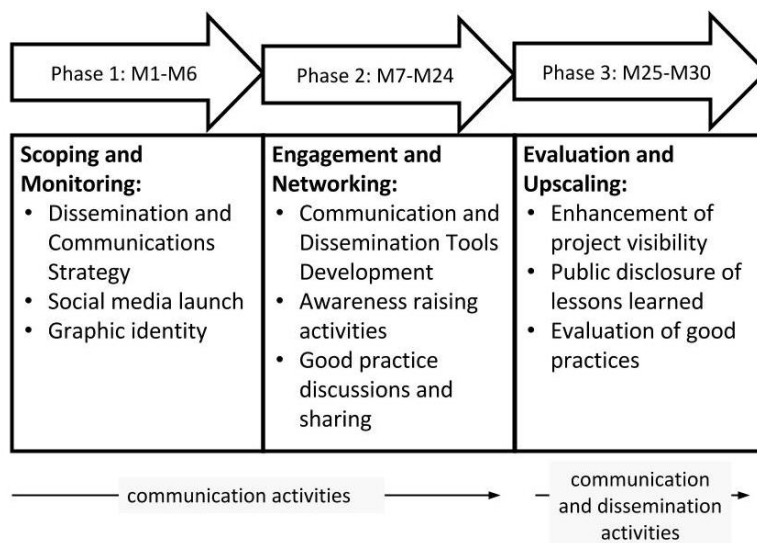 Phase 1: M1-M6
Phase 2: M7-M24
Phase 3: M25-M30
Scoping and
Monitoring:
• Dissemination and
Communications
Strategy
• Social media launch
• Graphic identity
Engagement and
Networking:
• Communication and
Dissemination Tools
Development
• Awareness raising
activities
• Good practice
discussions and
sharing
Evaluation and
Upscaling:
• Enhancement of
project visibility
• Public disclosure of
lessons learned
• Evaluation of good
practices
communication activities
communication
and dissemination
activities